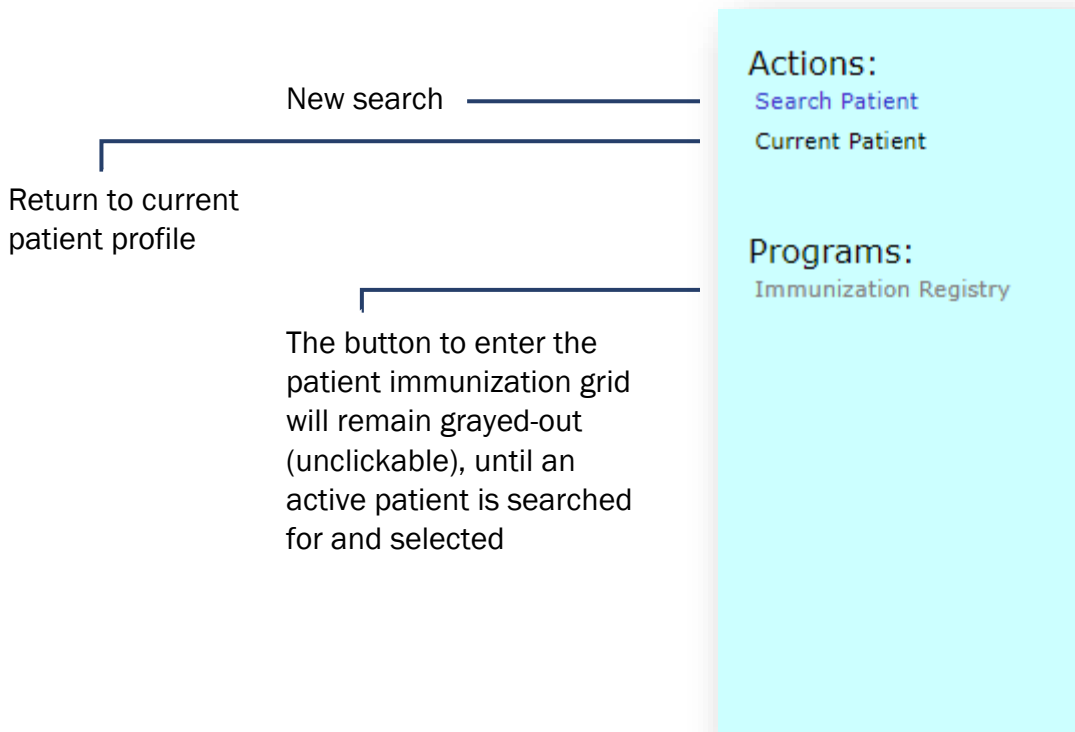 New search
Return to current
patient profile
The button to enter the
patient immunization grid
will remain grayed-out
(unclickable), until an
active patient is searched
for and selected
Actions:
Search Patient
Current Patient
Programs:
Immunization Registry